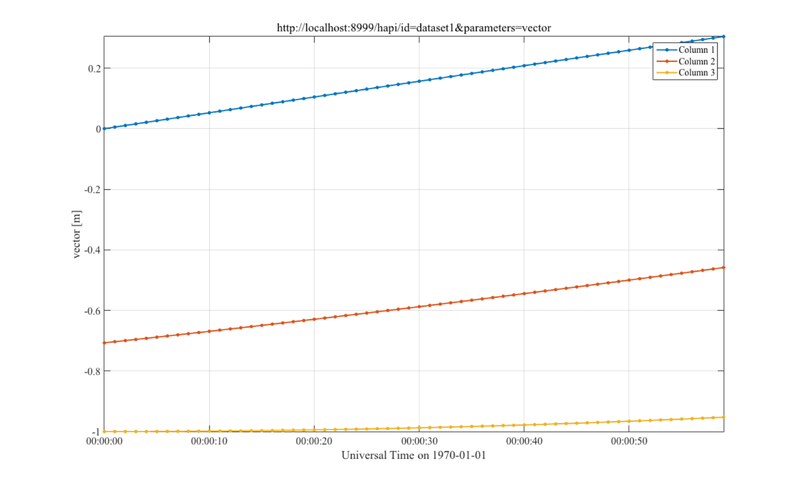 http://localhost:8999/hapi/id=dataset1&parameters=vector
Column 1
Column 2
Column 3
0.2
0
-0.2
-0.4
-0.6
-0.8
-1
vector [m]
00:00:00 00:00:10 00:00:20 00:00:30 00:00:40 00:00:50
Universal Time on 1970-01-01